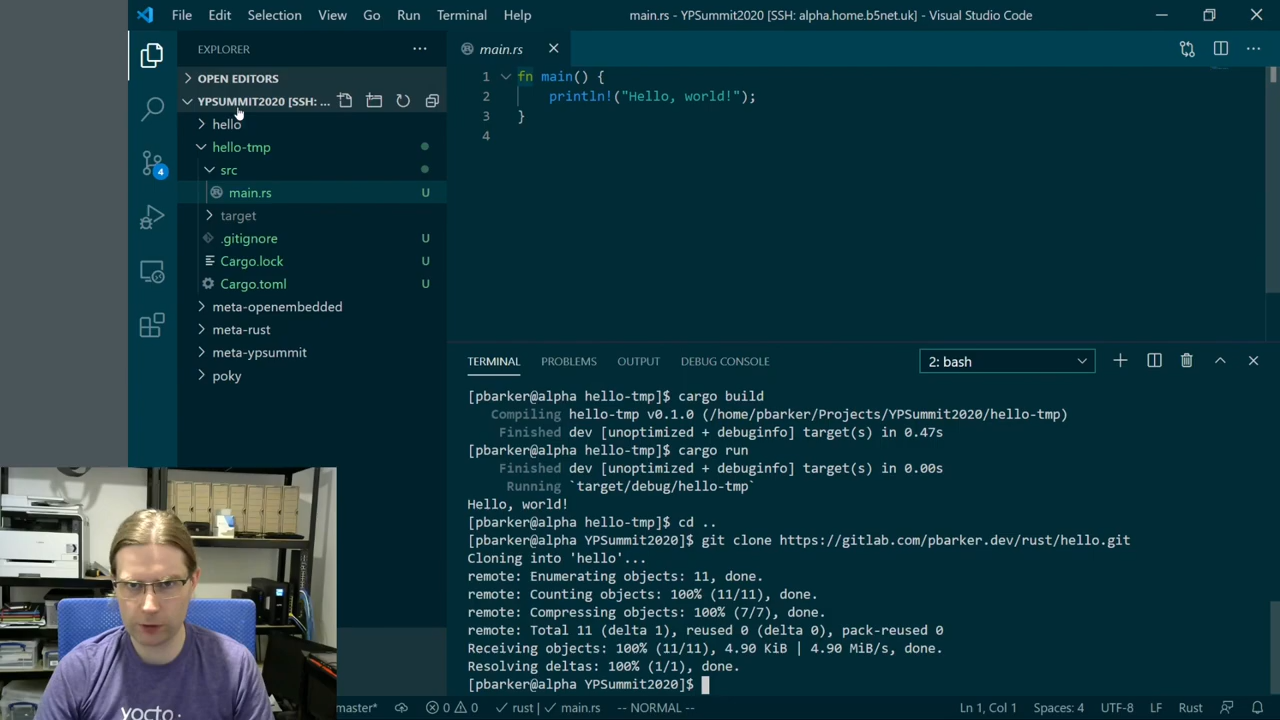 File Edit Selection View Go Run Terminal Help main.rs - YPSummit2020 [SSH: alpha.home.b5net.uk] - Visual Studio Code
EXPLORER
OPEN EDITORS
YPSUMMIT2020 [SSH: ...
hello
hello-tmp
src
main.rs U
target
.gitignore U
Cargo.lock U
Cargo.toml U
meta-openembedded
meta-rust
meta-ypsummit
poky
4
main.rs
1 fn main() {
2 println!("Hello, world!");
3 }
4
TERMINAL PROBLEMS OUTPUT DEBUG CONSOLE 2: bash
[pbarker@alpha hello-tmp]$ cargo build
Compiling hello-tmp v0.1.0 (/home/pbarker/Projects/YPSummit2020/hello-tmp)
Finished dev [unoptimized + debuginfo] target(s) in 0.47s
[pbarker@alpha hello-tmp]$ cargo run
Finished dev [unoptimized + debuginfo] target(s) in 0.00s
Running `target/debug/hello-tmp`
Hello, world!
[pbarker@alpha hello-tmp]$ cd ..
[pbarker@alpha YPSummit2020]$ git clone https://gitlab.com/pbarker.dev/rust/hello.git
Cloning into 'hello'...
remote: Enumerating objects: 11, done.
remote: Counting objects: 100% (11/11), done.
remote: Compressing objects: 100% (7/7), done.
remote: Total 11 (delta 1), reused 0 (delta 0), pack-reused 0
Receiving objects: 100% (11/11), 4.90 KiB | 4.90 MiB/s, done.
Resolving deltas: 100% (1/1), done.
[pbarker@alpha YPSummit2020]$
master* 0 0 rust | main.rs -- NORMAL -- Ln 1, Col 1 Spaces: 4 UTF-8 LF Rust
yocto